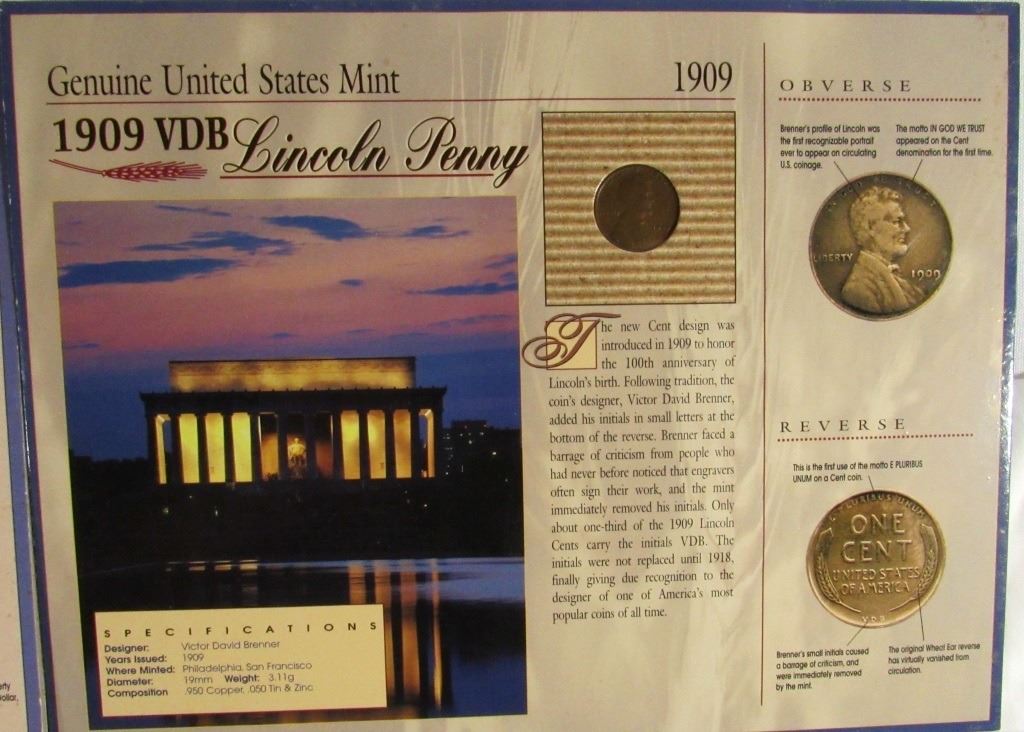 Genuine United States Mint
1909
1909 VDB Lincoln Penny
The new Cent design was
introduced in 1909 to honor
the 100th anniversary of
Lincoln's birth. Following tradition, the
coin's designer, Victor David Brenner,
added his initials in small letters at the
bottom of the reverse. Brenner faced a
barrage of criticism from people who
had never before noticed that engravers
often sign their work, and the mint
immediately removed his initials. Only
about one-third of the 1909 Lincoln
Cents carry the initials VDB. The
initials were not replaced until 1918,
finally giving due recognition to the
designer of one of America's most
popular coins of all time.
SPECIFICATIONS
Designer: Victor David Brenner
Years Issued: 1909
Where Minted: Philadelphia, San Francisco
Diameter: 19mm Weight: 3.11g
Composition .950 Copper, .050 Tin & Zinc
OBVERSE
Brenner's profile of Lincoln was
the first recognizable portrait
ever to appear on circulating
U.S. coinage.
The motto IN GOD WE TRUST
appeared on the Cent
denomination for the first time.
LIBERTY
1909
REVERSE
This is the first use of the motto E PLURIBUS
UNUM on a Cent coin.
E PLURIBUS UNUM
ONE
CENT
UNITED STATES
OF AMERICA
VDB
Brenner's small initials caused
a barrage of criticism, and
were immediately removed
by the mint.
The original Wheat Ear reverse
has virtually vanished from
circulation.